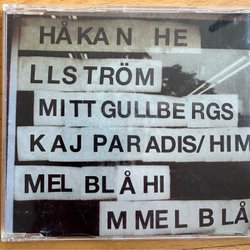 HÅKAN HE
LLSTRÖM
MITT GULLBERGS
KAJ PARADIS/HIM
MEL BLÅ HI
MMEL BLÅ